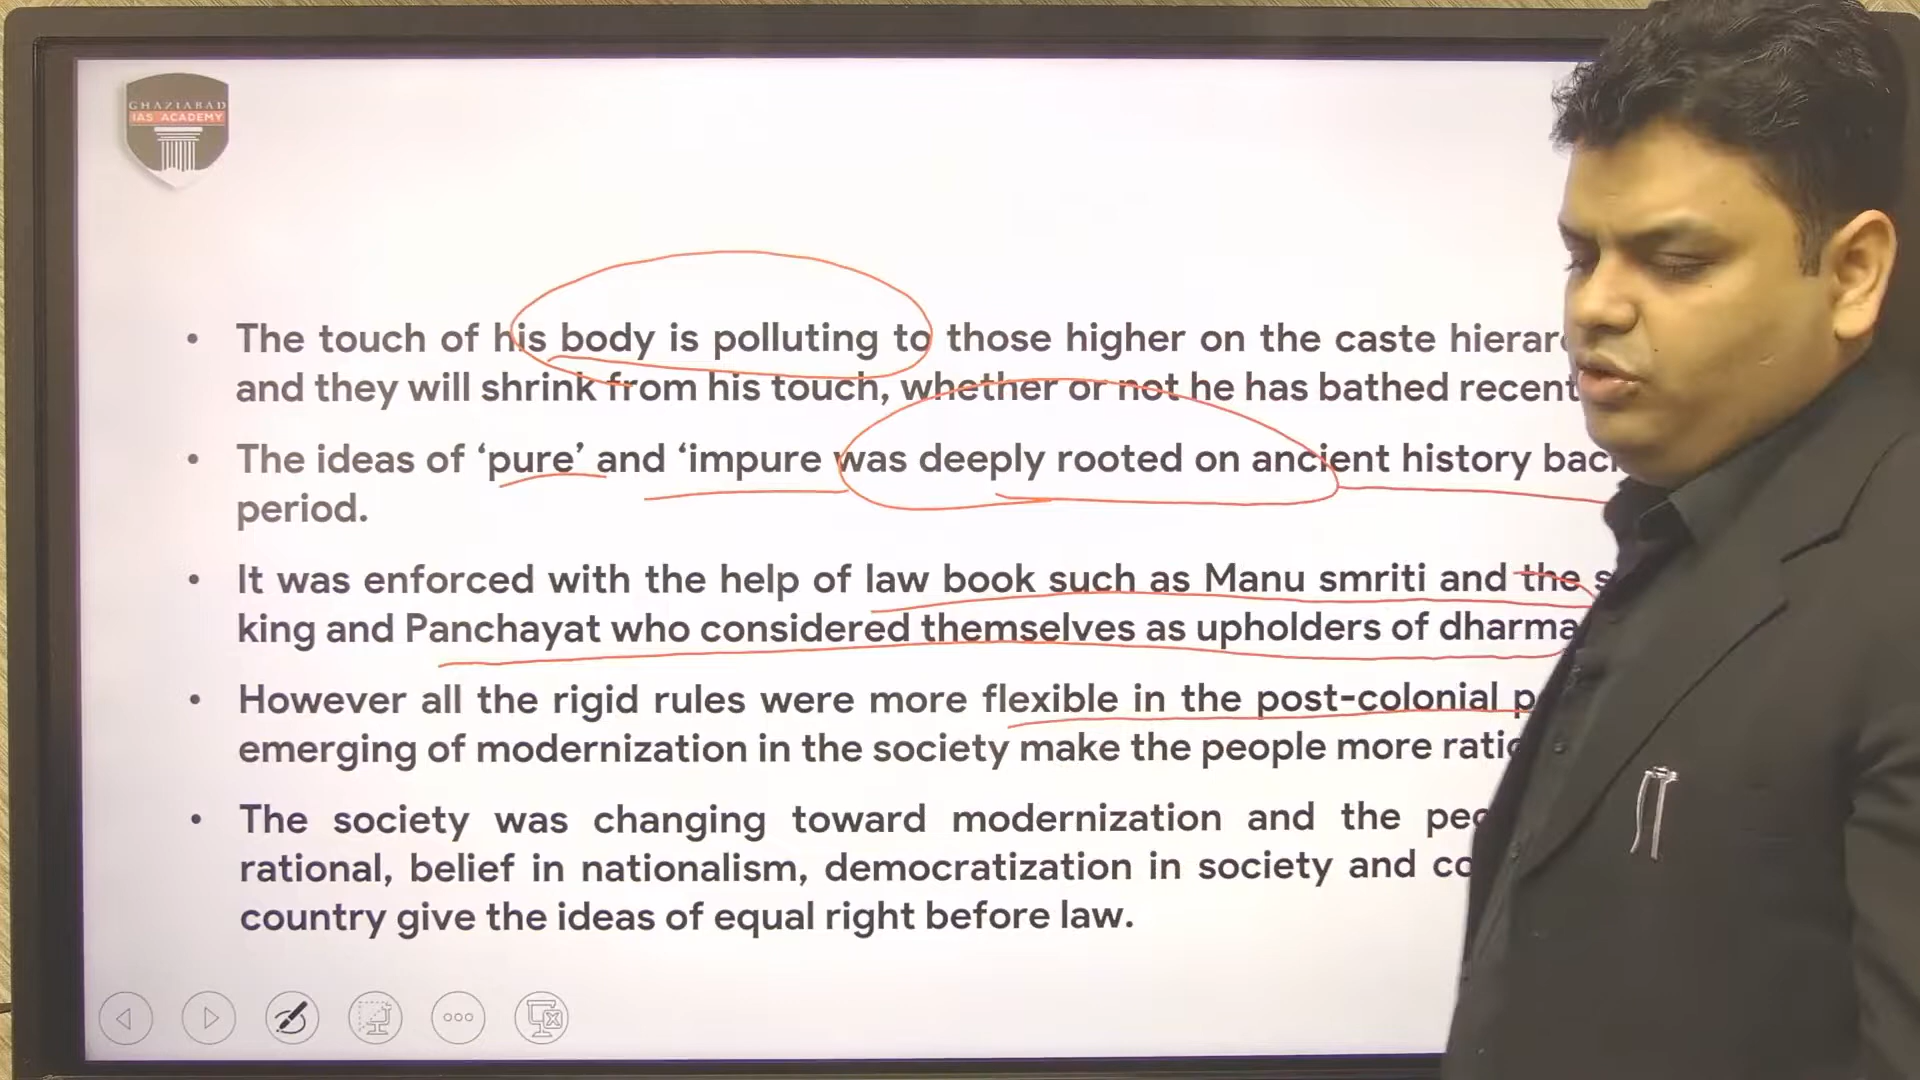 GHAZIABAD
IAS ACADEMY
• The touch of his body is polluting to those higher on the caste
and they will shrink from his touch, whether or not he has bathed
• The ideas of ‘pure’ and ‘impure was deeply rooted on ancient history
period.
• It was enforced with the help of law book such as Manu smriti and the
king and Panchayat who considered themselves as upholders of dharma
• However all the rigid rules were more flexible in the post-colonial
emerging of modernization in the society make the people more
• The society was changing toward modernization and the
rational, belief in nationalism, democratization in society and
country give the ideas of equal right before law.